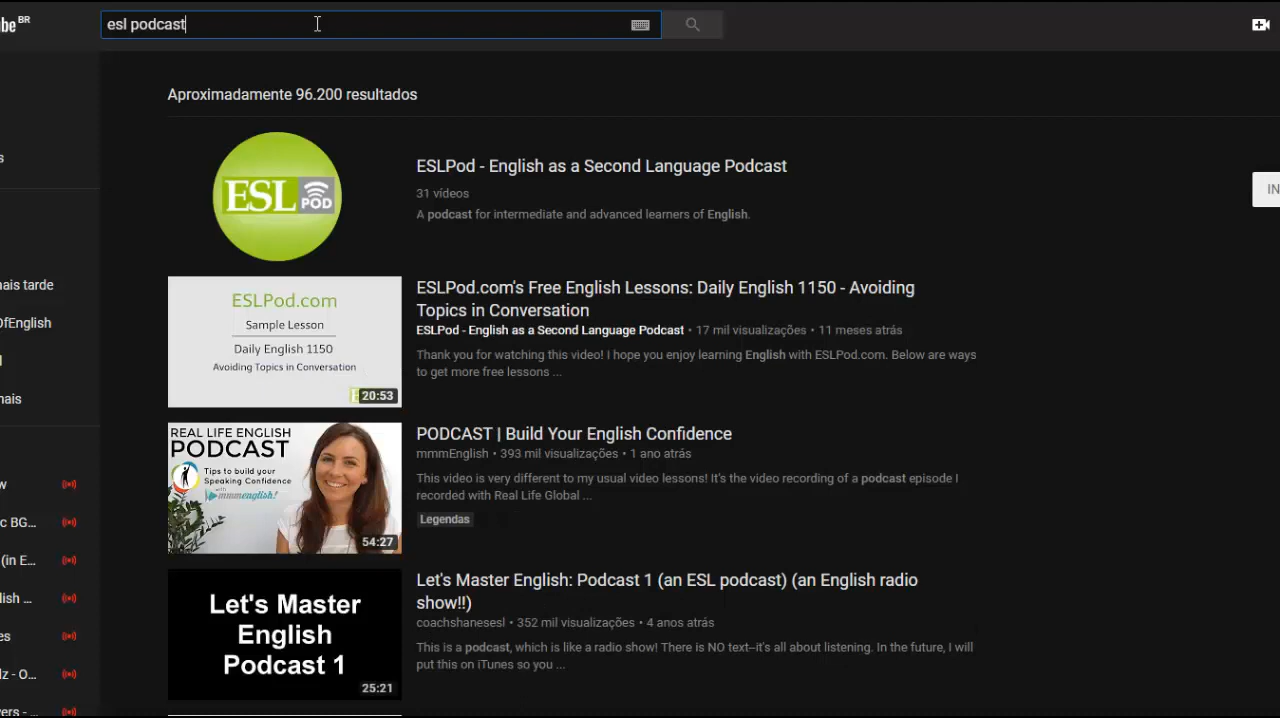 be BR
esl podcast
Aproximadamente 96.200 resultados
s
ais tarde
OfEnglish
l
nais
w
c BG...
(in E...
lish ...
es
lz - O...
vers - ...
ESL POD
ESLPod - English as a Second Language Podcast
31 vídeos
A podcast for intermediate and advanced learners of English.
IN
ESLPod.com
Sample Lesson
Daily English 1150
Avoiding Topics in Conversation
20:53
ESLPod.com's Free English Lessons: Daily English 1150 - Avoiding
Topics in Conversation
ESLPod - English as a Second Language Podcast • 17 mil visualizações • 11 meses atrás
Thank you for watching this video! I hope you enjoy learning English with ESLPod.com. Below are ways
to get more free lessons ...
REAL LIFE ENGLISH
PODCAST
Tips to build your
Speaking Confidence
with
mmmenglish!
54:27
PODCAST | Build Your English Confidence
mmmEnglish • 393 mil visualizações • 1 ano atrás
This video is very different to my usual video lessons! It's the video recording of a podcast episode I
recorded with Real Life Global ...
Legendas
Let's Master
English
Podcast 1
25:21
Let's Master English: Podcast 1 (an ESL podcast) (an English radio
show!!)
coachshanesesl • 352 mil visualizações • 4 anos atrás
This is a podcast, which is like a radio show! There is NO text--it's all about listening. In the future, I will
put this on iTunes so you ...